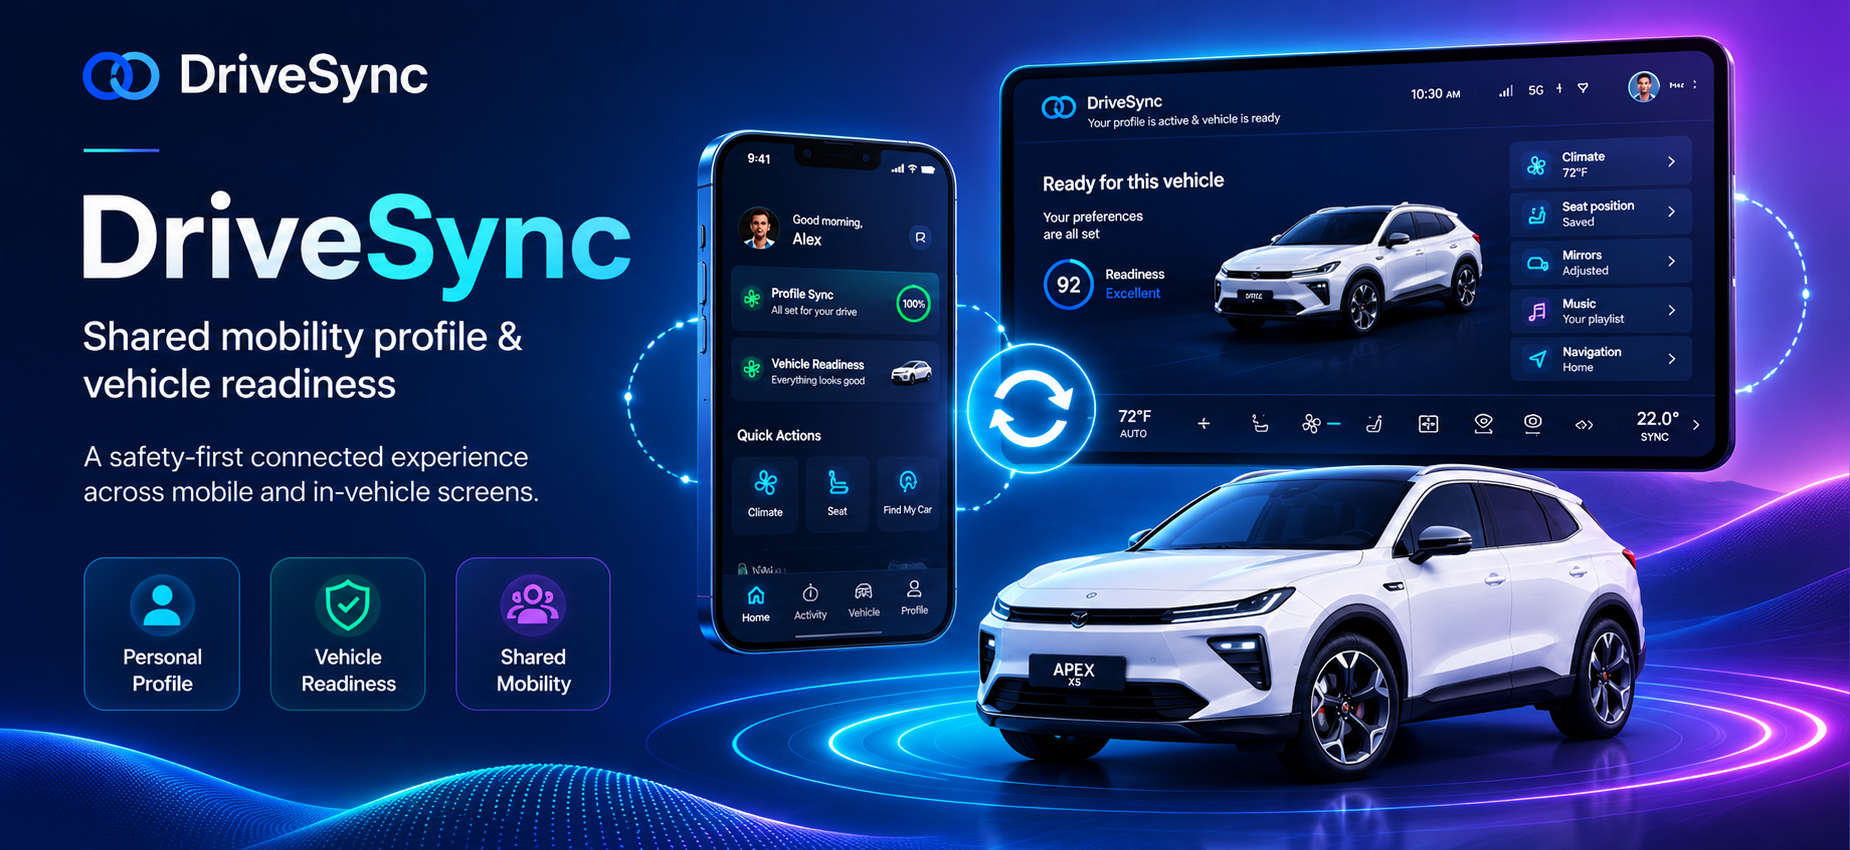 DriveSync
DriveSync
Shared mobility profile &
vehicle readiness
A safety-first connected experience
across mobile and in-vehicle screens.
Personal
Profile
Vehicle
Readiness
Shared
Mobility
9:41
Good morning,
Alex
Profile Sync
All set for your drive
100%
Vehicle Readiness
Everything looks good
Quick Actions
Climate
Seat
Find My Car
Home
Activity
Vehicle
Profile
DriveSync
Your profile is active & vehicle is ready
10:30 AM
5G
Ready for this vehicle
Your preferences
are all set
92
Readiness
Excellent
Climate
72°F
Seat position
Saved
Mirrors
Adjusted
Music
Your playlist
Navigation
Home
72°F
AUTO
22.0°
SYNC
APEX
XS